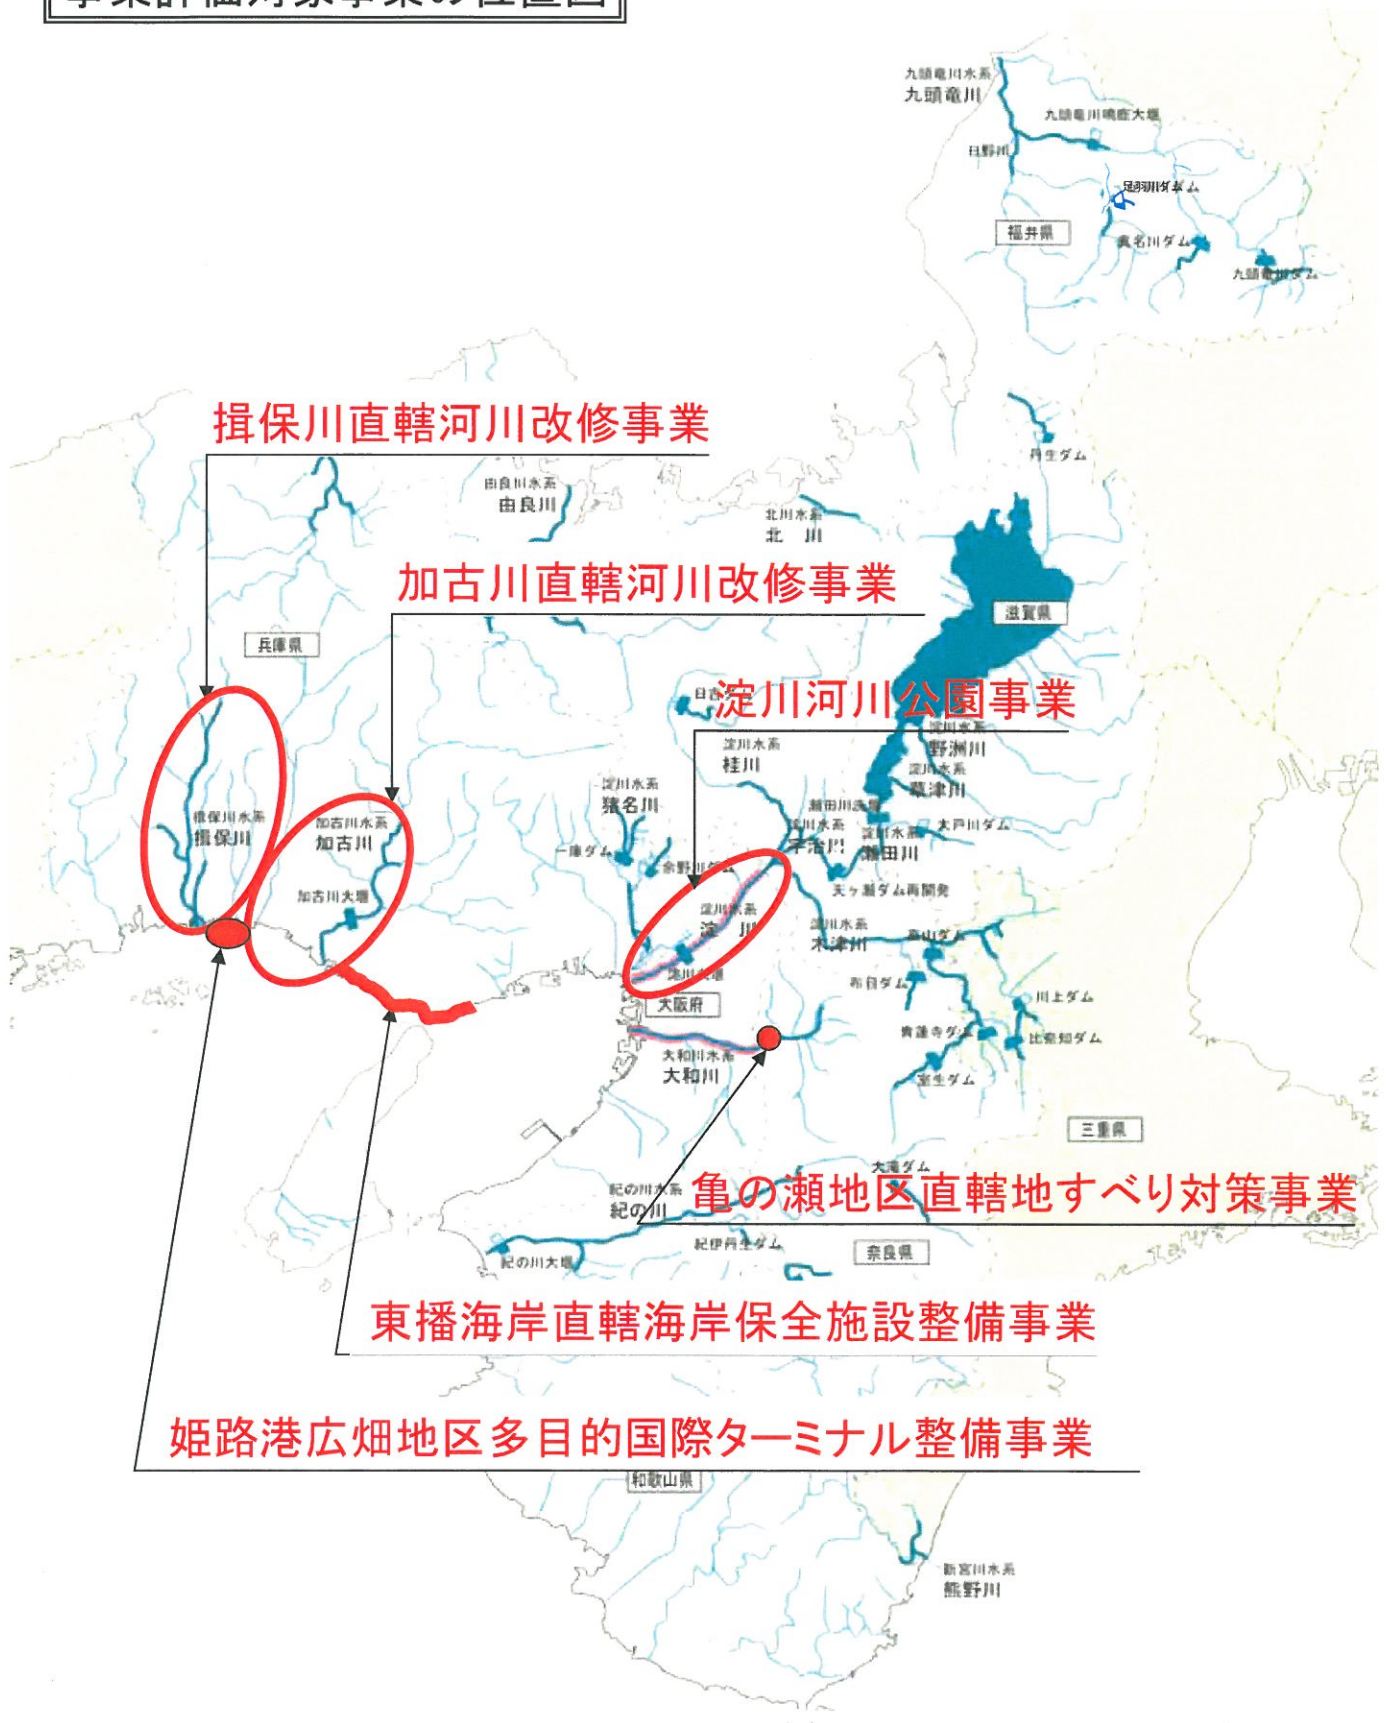 事業評価対象事業の位置図
九頭竜川水系
九頭竜川
九頭竜川鳴鹿大堰
日野川
福井県
真名川ダム
九頭竜川ダム
丹生ダム
揖保川直轄河川改修事業
由良川水系
由良川
北川水系
北 川
加古川直轄河川改修事業
滋賀県
兵庫県
淀川河川公園事業
淀川水系
野洲川
淀川水系
桂川
淀川水系
草津川
淀川水系
猪名川
瀬田川洗堰
大戸川ダム
揖保川水系
揖保川
加古川水系
加古川
淀川水系
宇治川
淀川水系
瀬田川
一庫ダム
余野川ダム
天ヶ瀬ダム再開発
加古川大堰
淀川水系
淀 川
淀川水系
木津川
高山ダム
淀川大堰
布目ダム
大阪府
川上ダム
青蓮寺ダム
比奈知ダム
大和川水系
大和川
室生ダム
三重県
大滝ダム
亀の瀬地区直轄地すべり対策事業
紀の川水系
紀の川
紀伊丹生ダム
奈良県
紀の川大堰
東播海岸直轄海岸保全施設整備事業
姫路港広畑地区多目的国際ターミナル整備事業
和歌山県
新宮川水系
熊野川